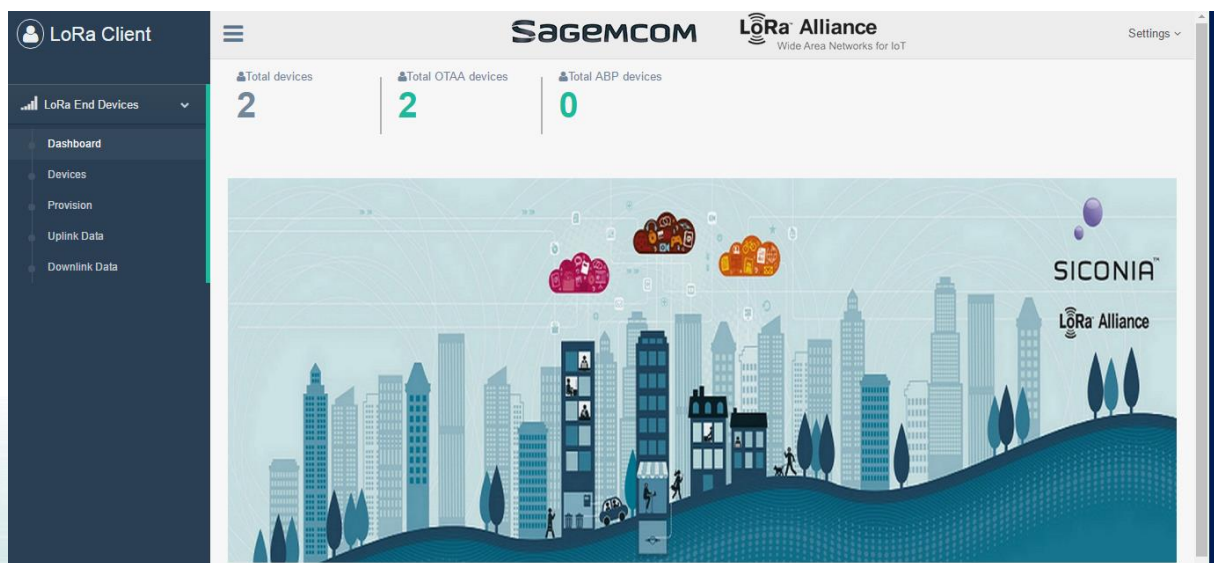 LoRa Client
Sagemcom
LoRa Alliance
Wide Area Networks for IoT
Settings
Total devices
2
Total OTAA devices
2
Total ABP devices
0
LoRa End Devices
Dashboard
Devices
Provision
Uplink Data
Downlink Data
SICONIA™
LoRa Alliance